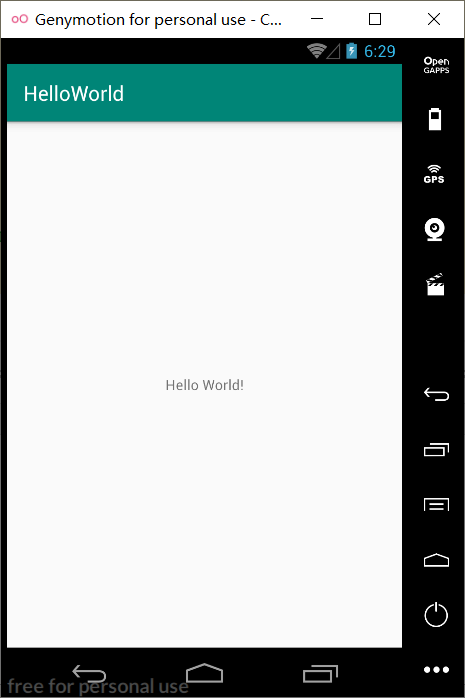 Genymotion for personal use - C...
6:29
Open
GAPPS
HelloWorld
GPS
Hello World!
free for personal use